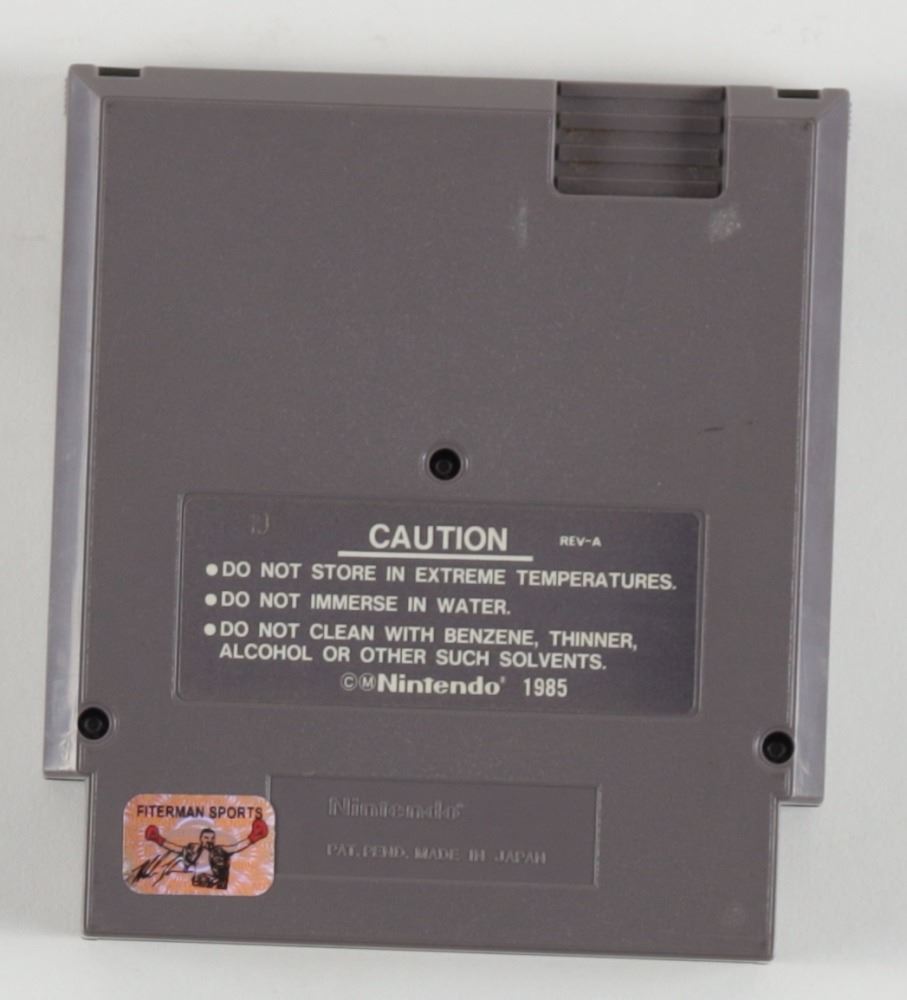 CAUTION REV-A
●DO NOT STORE IN EXTREME TEMPERATURES.
●DO NOT IMMERSE IN WATER.
●DO NOT CLEAN WITH BENZENE, THINNER,
ALCOHOL OR OTHER SUCH SOLVENTS.
©ⓂNintendo® 1985
FITERMAN SPORTS
Nintendo®
PAT. PEND. MADE IN JAPAN